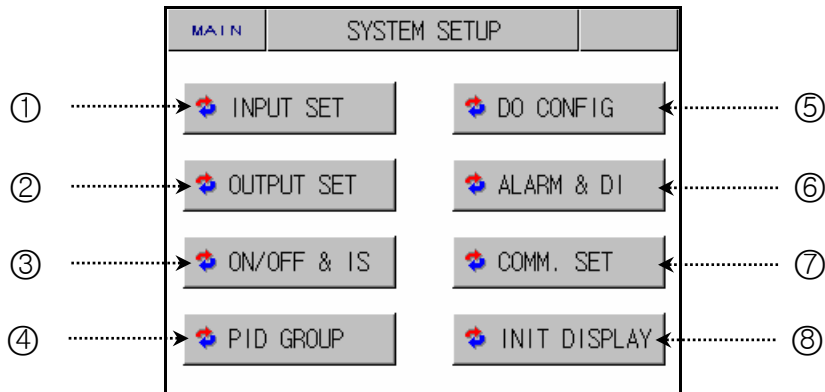 MAIN SYSTEM SETUP
① INPUT SET DO CONFIG ⑤
② OUTPUT SET ALARM & DI ⑥
③ ON/OFF & IS COMM. SET ⑦
④ PID GROUP INIT DISPLAY ⑧